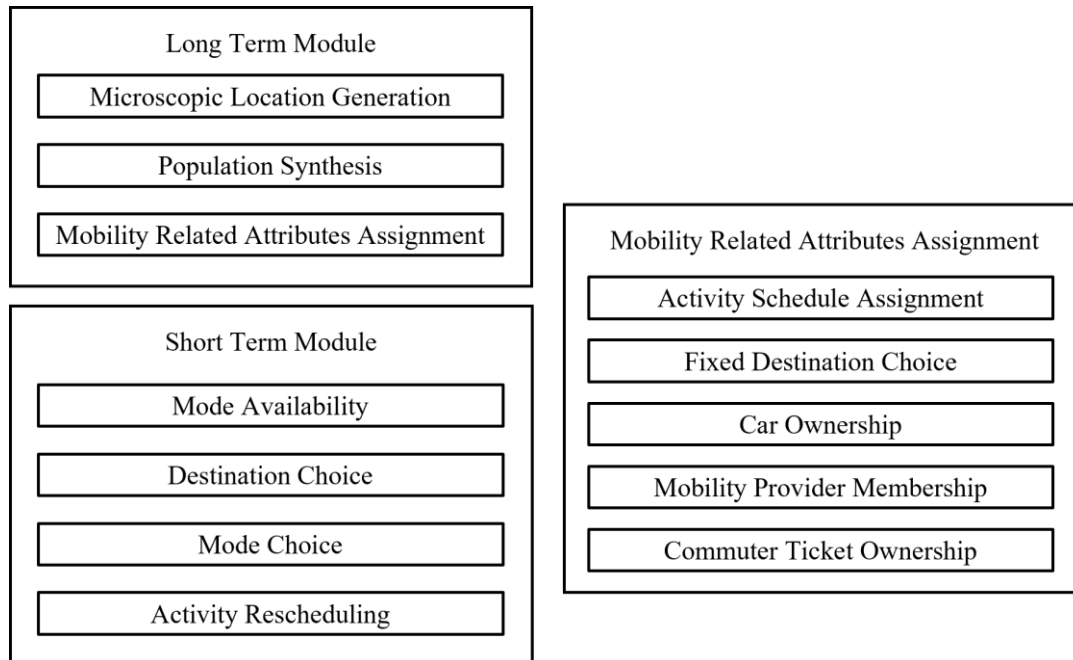 Long Term Module
Microscopic Location Generation
Population Synthesis
Mobility Related Attributes Assignment
Short Term Module
Mode Availability
Destination Choice
Mode Choice
Activity Rescheduling
Mobility Related Attributes Assignment
Activity Schedule Assignment
Fixed Destination Choice
Car Ownership
Mobility Provider Membership
Commuter Ticket Ownership